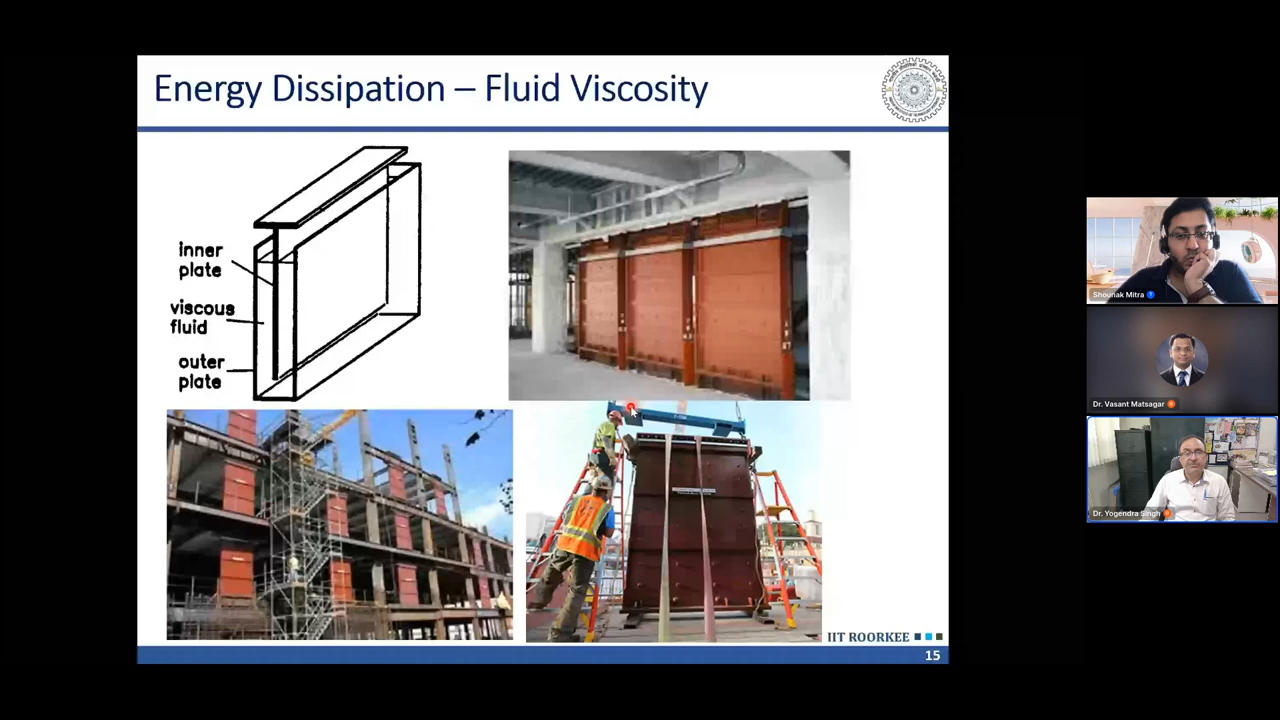 Energy Dissipation – Fluid Viscosity
inner
plate
viscous
fluid
outer
plate
IIT ROORKEE
15
Shounak Mitra
Dr. Vasant Matsagar
Dr. Yogendra Singh